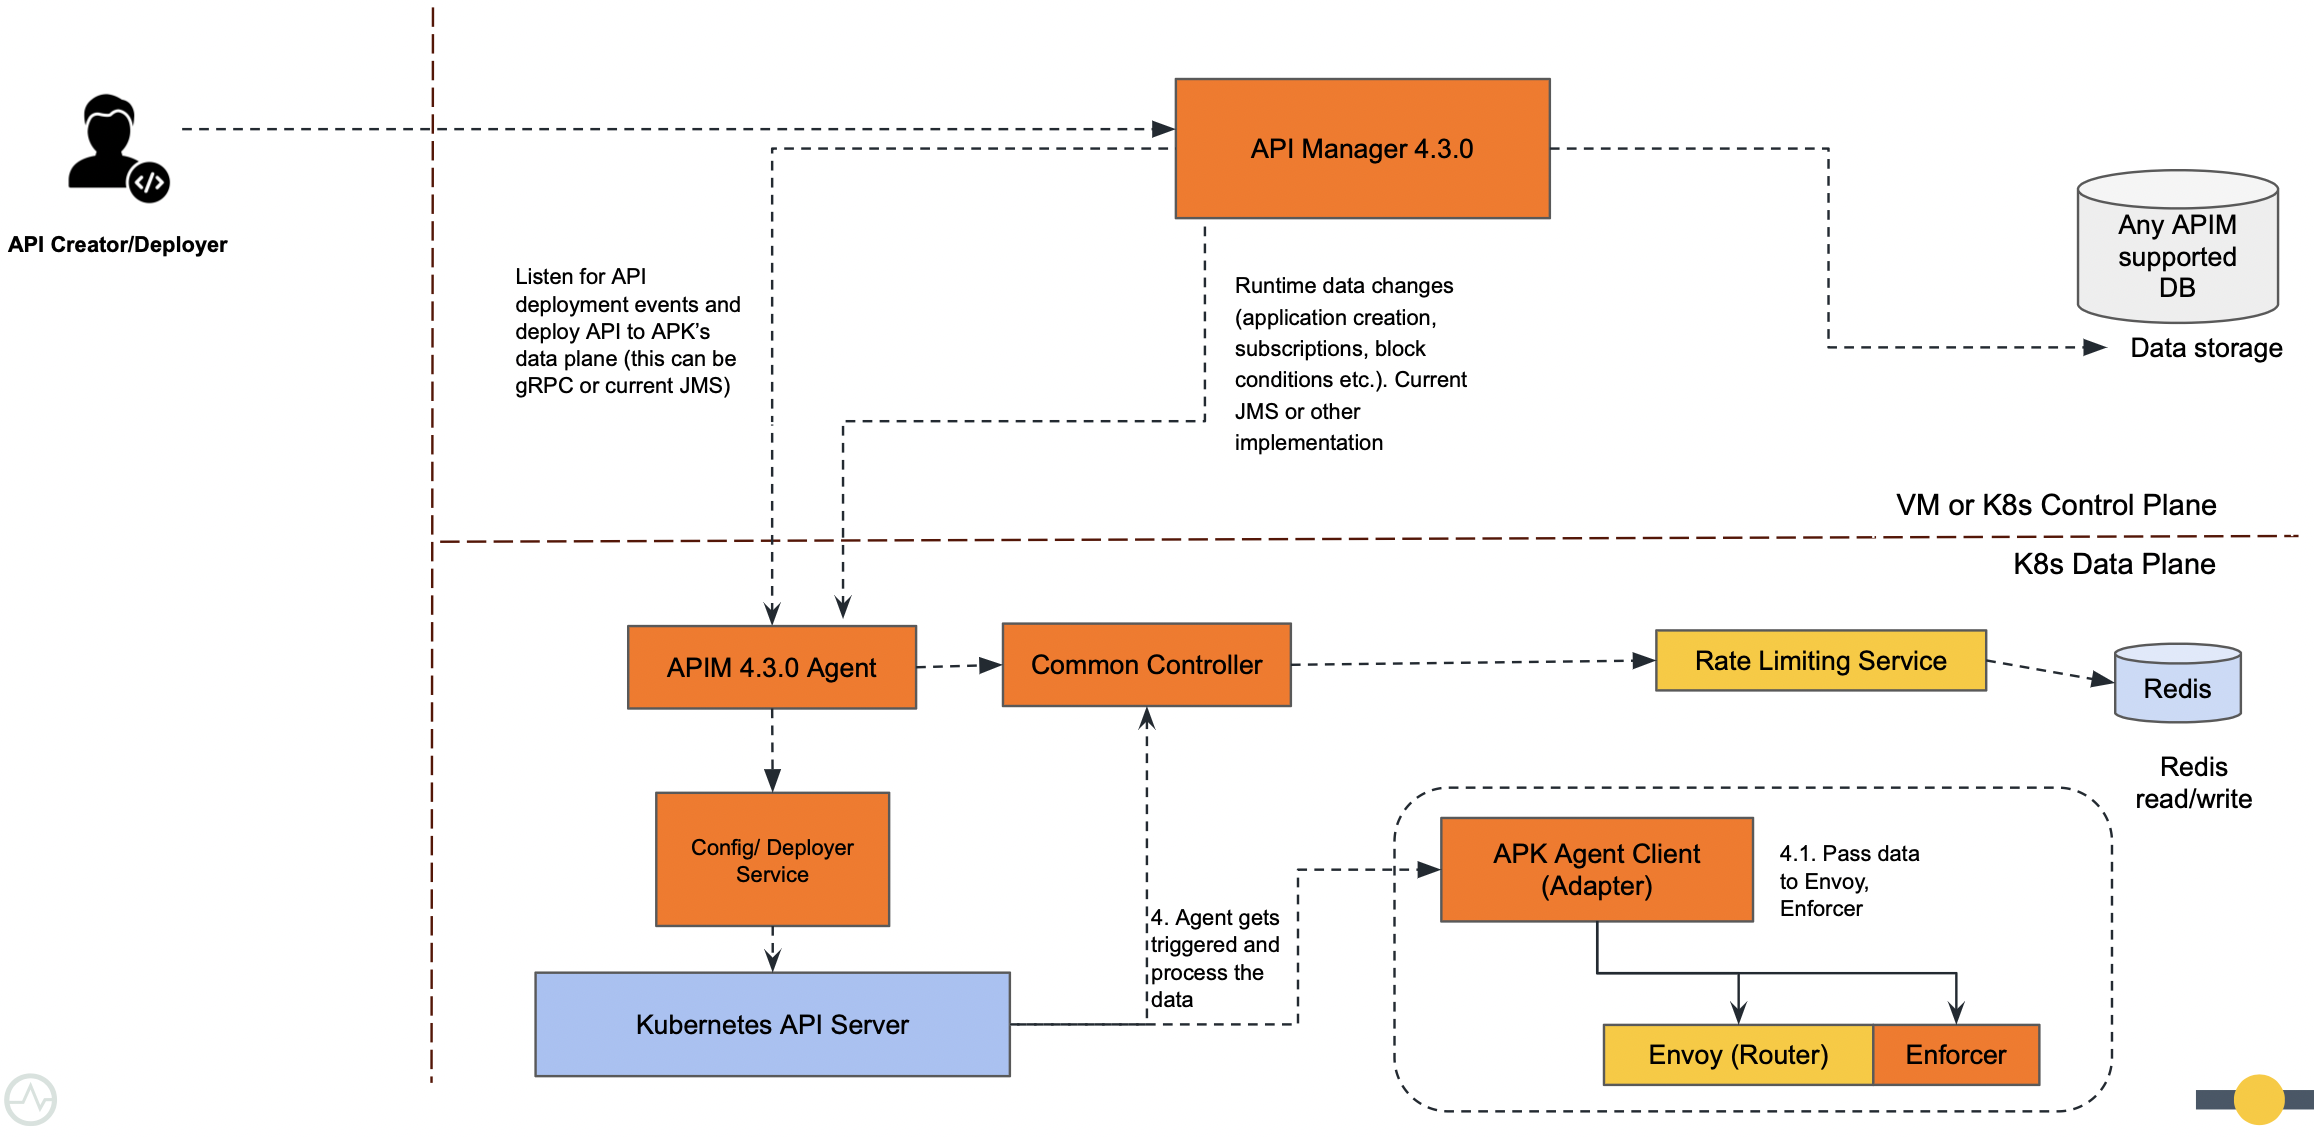 API Manager 4.3.0
API Creator/Deployer
Any APIM
supported
DB
Data storage
Listen for API
deployment events and
deploy API to APK’s
data plane (this can be
gRPC or current JMS)
Runtime data changes
(application creation,
subscriptions, block
conditions etc.). Current
JMS or other
implementation
VM or K8s Control Plane
K8s Data Plane
APIM 4.3.0 Agent
Common Controller
Rate Limiting Service
Redis
Redis
read/write
Config/ Deployer
Service
APK Agent Client
(Adapter)
4.1. Pass data
to Envoy,
Enforcer
4. Agent gets
triggered and
process the
data
Kubernetes API Server
Envoy (Router)
Enforcer